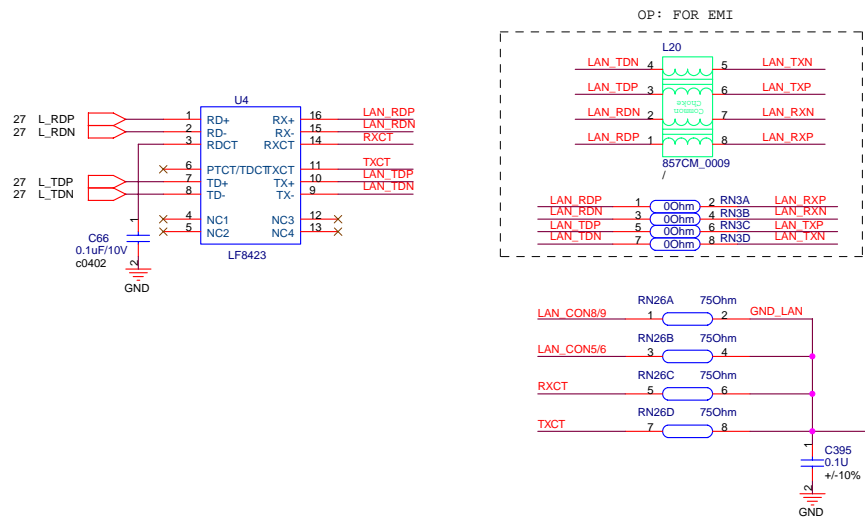 OP: FOR EMI
L20
LAN_TDN 4 5 LAN_TXN
LAN_TDP 3 6 LAN_TXP
LAN_RDN 2 7 LAN_RXN
LAN_RDP 1 8 LAN_RXP
Common
Choke
857CM_0009
/
LAN_RDP 1 0Ohm 2 RN3A LAN_RXP
LAN_RDN 3 0Ohm 4 RN3B LAN_RXN
LAN_TDP 5 0Ohm 6 RN3C LAN_TXP
LAN_TDN 7 0Ohm 8 RN3D LAN_TXN
U4
27 L_RDP 1 RD+ RX+ 16 LAN_RDP
27 L_RDN 2 RD- RX- 15 LAN_RDN
3 RDCT RXCT 14 RXCT
6 PTCT/TDCT TXCT 11 TXCT
27 L_TDP 7 TD+ TX+ 10 LAN_TDP
27 L_TDN 8 TD- TX- 9 LAN_TDN
4 NC1 NC3 12
5 NC2 NC4 13
LF8423
1
C66
0.1uF/10V
c0402
2
GND
RN26A 75Ohm
LAN_CON8/9 1 2 GND_LAN
RN26B 75Ohm
LAN_CON5/6 3 4
RN26C 75Ohm
RXCT 5 6
RN26D 75Ohm
TXCT 7 8
1
C395
0.1U
+/-10%
2
GND